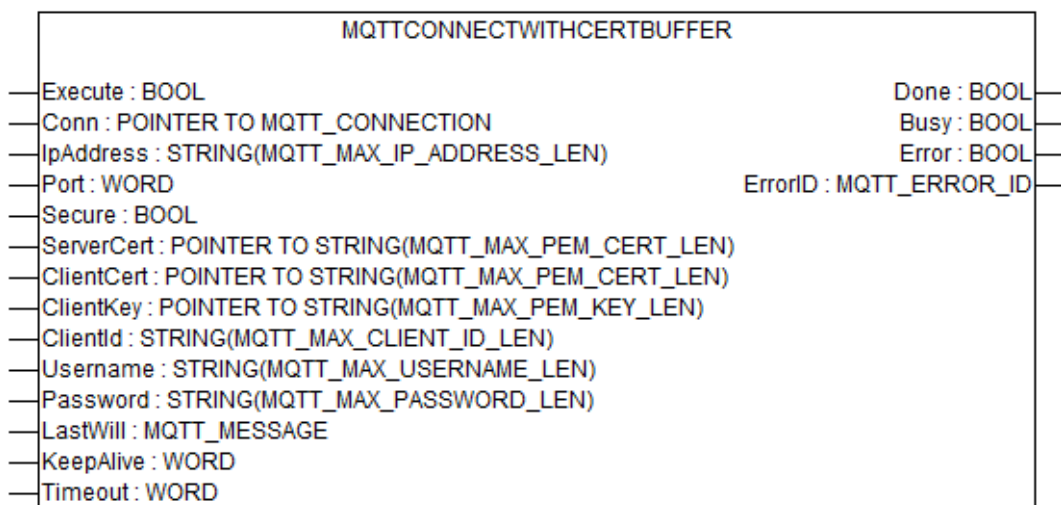 MQTTCONNECTWITHCERTBUFFER
Execute : BOOL Done : BOOL
Conn : POINTER TO MQTT_CONNECTION Busy : BOOL
IpAddress : STRING(MQTT_MAX_IP_ADDRESS_LEN) Error : BOOL
Port : WORD ErrorID : MQTT_ERROR_ID
Secure : BOOL
ServerCert : POINTER TO STRING(MQTT_MAX_PEM_CERT_LEN)
ClientCert : POINTER TO STRING(MQTT_MAX_PEM_CERT_LEN)
ClientKey : POINTER TO STRING(MQTT_MAX_PEM_KEY_LEN)
ClientId : STRING(MQTT_MAX_CLIENT_ID_LEN)
Username : STRING(MQTT_MAX_USERNAME_LEN)
Password : STRING(MQTT_MAX_PASSWORD_LEN)
LastWill : MQTT_MESSAGE
KeepAlive : WORD
Timeout : WORD